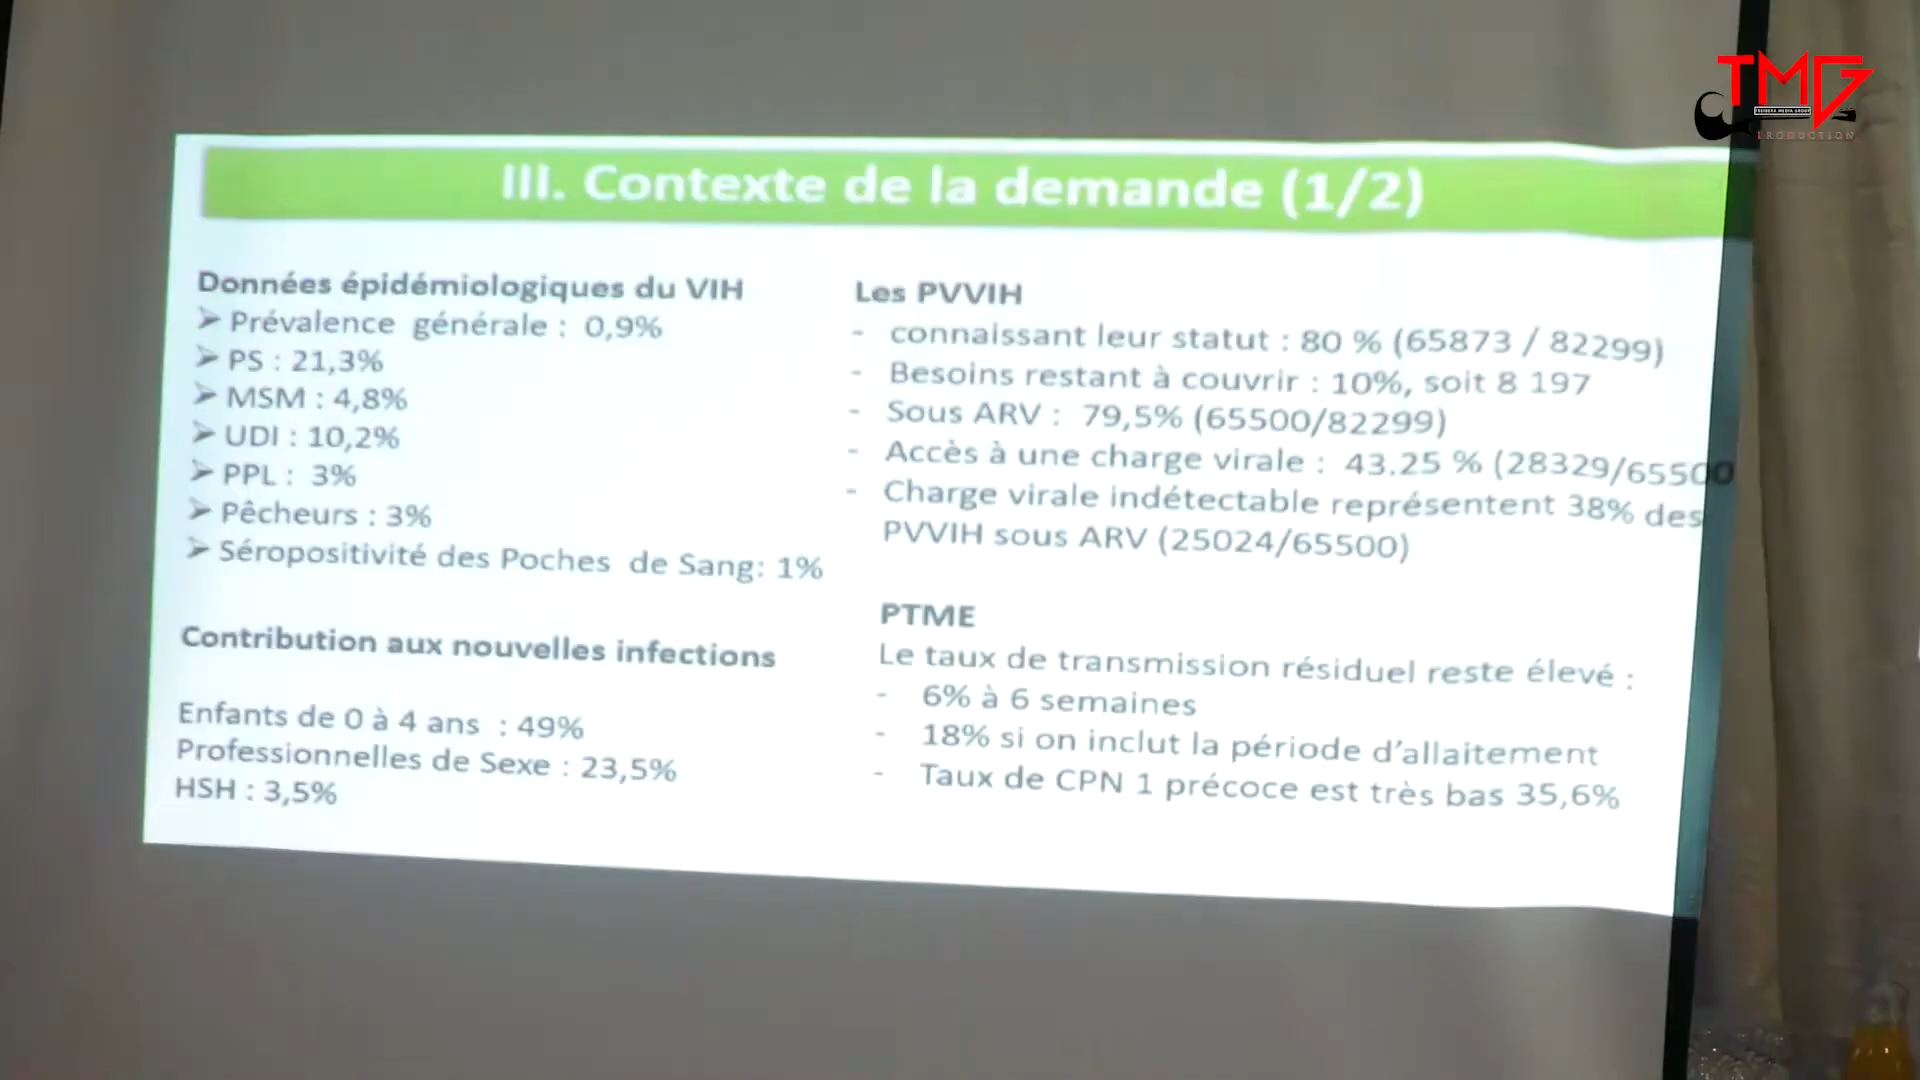 III. Contexte de la demande (1/2)
Données épidémiologiques du VIH
➢ Prévalence générale : 0,9%
➢ PS : 21,3%
➢ MSM : 4,8%
➢ UDI : 10,2%
➢ PPL : 3%
➢ Pêcheurs : 3%
➢ Séropositivité des Poches de Sang: 1%
Contribution aux nouvelles infections
Enfants de 0 à 4 ans : 49%
Professionnelles de Sexe : 23,5%
HSH : 3,5%
Les PVVIH
- connaissant leur statut : 80 % (65873 / 82299)
- Besoins restant à couvrir : 10%, soit 8 197
- Sous ARV : 79,5% (65500/82299)
- Accès à une charge virale : 43.25 % (28329/65500
- Charge virale indétectable représentent 38% des
PVVIH sous ARV (25024/65500)
PTME
Le taux de transmission résiduel reste élevé :
- 6% à 6 semaines
- 18% si on inclut la période d'allaitement
- Taux de CPN 1 précoce est très bas 35,6%
TMG
PRODUCTION